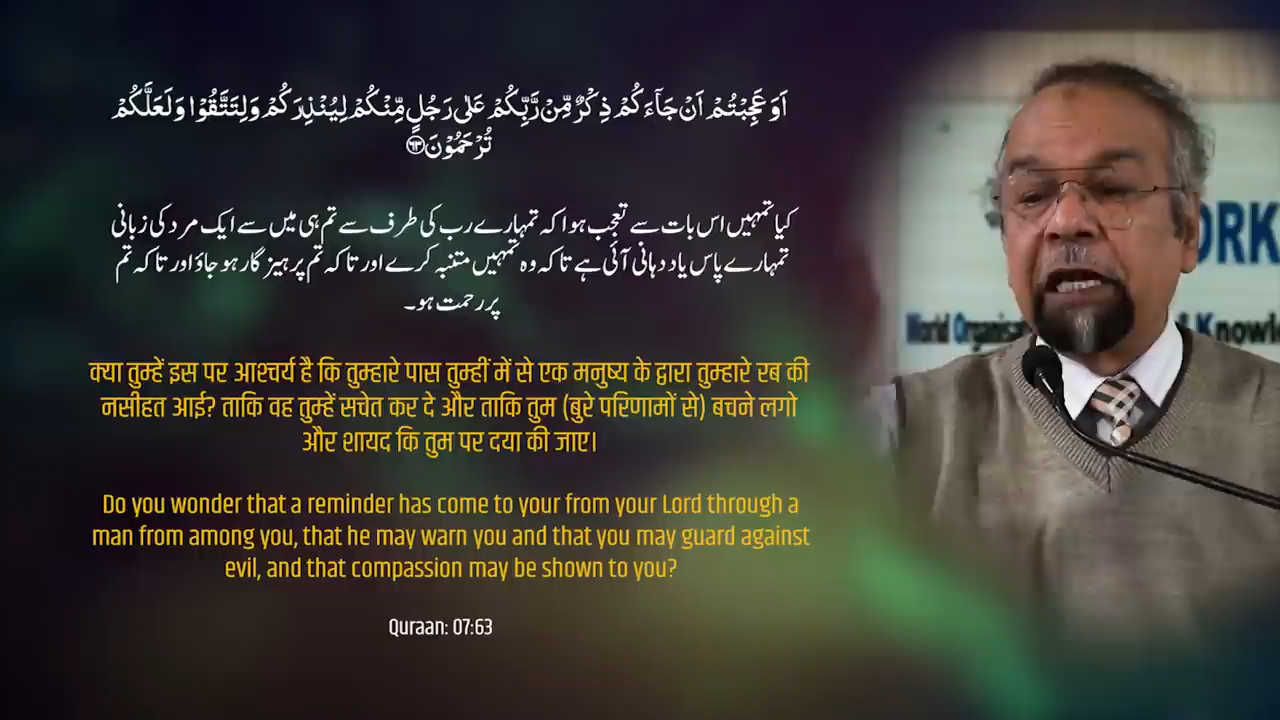 اَوَعَجِبْتُمْ اَنْ جَآءَكُمْ ذِكْرٌ مِّنْ رَّبِّكُمْ عَلٰى رَجُلٍ مِّنْكُمْ لِيُنْذِرَكُمْ وَلِتَتَّقُوْا وَلَعَلَّكُمْ
تُرْحَمُوْنَ ﴿٦٣﴾
کیا تمہیں اس بات سے تعجب ہوا کہ تمہارے رب کی طرف سے تم ہی میں سے ایک مرد کی زبانی
تمہارے پاس یاد دہانی آئی ہے تاکہ وہ تمہیں متنبہ کرے اور تاکہ تم پرہیز گار ہو جاؤ اور تاکہ تم
پر رحمت ہو۔
क्या तुम्हें इस पर आश्चर्य है कि तुम्हारे पास तुम्हीं में से एक मनुष्य के द्वारा तुम्हारे रब की
नसीहत आई? ताकि वह तुम्हें सचेत कर दे और ताकि तुम (बुरे परिणामों से) बचने लगो
और शायद कि तुम पर दया की जाए।
Do you wonder that a reminder has come to your from your Lord through a
man from among you, that he may warn you and that you may guard against
evil, and that compassion may be shown to you?
Quraan: 07:63
ORK
World Organisa
Knowl